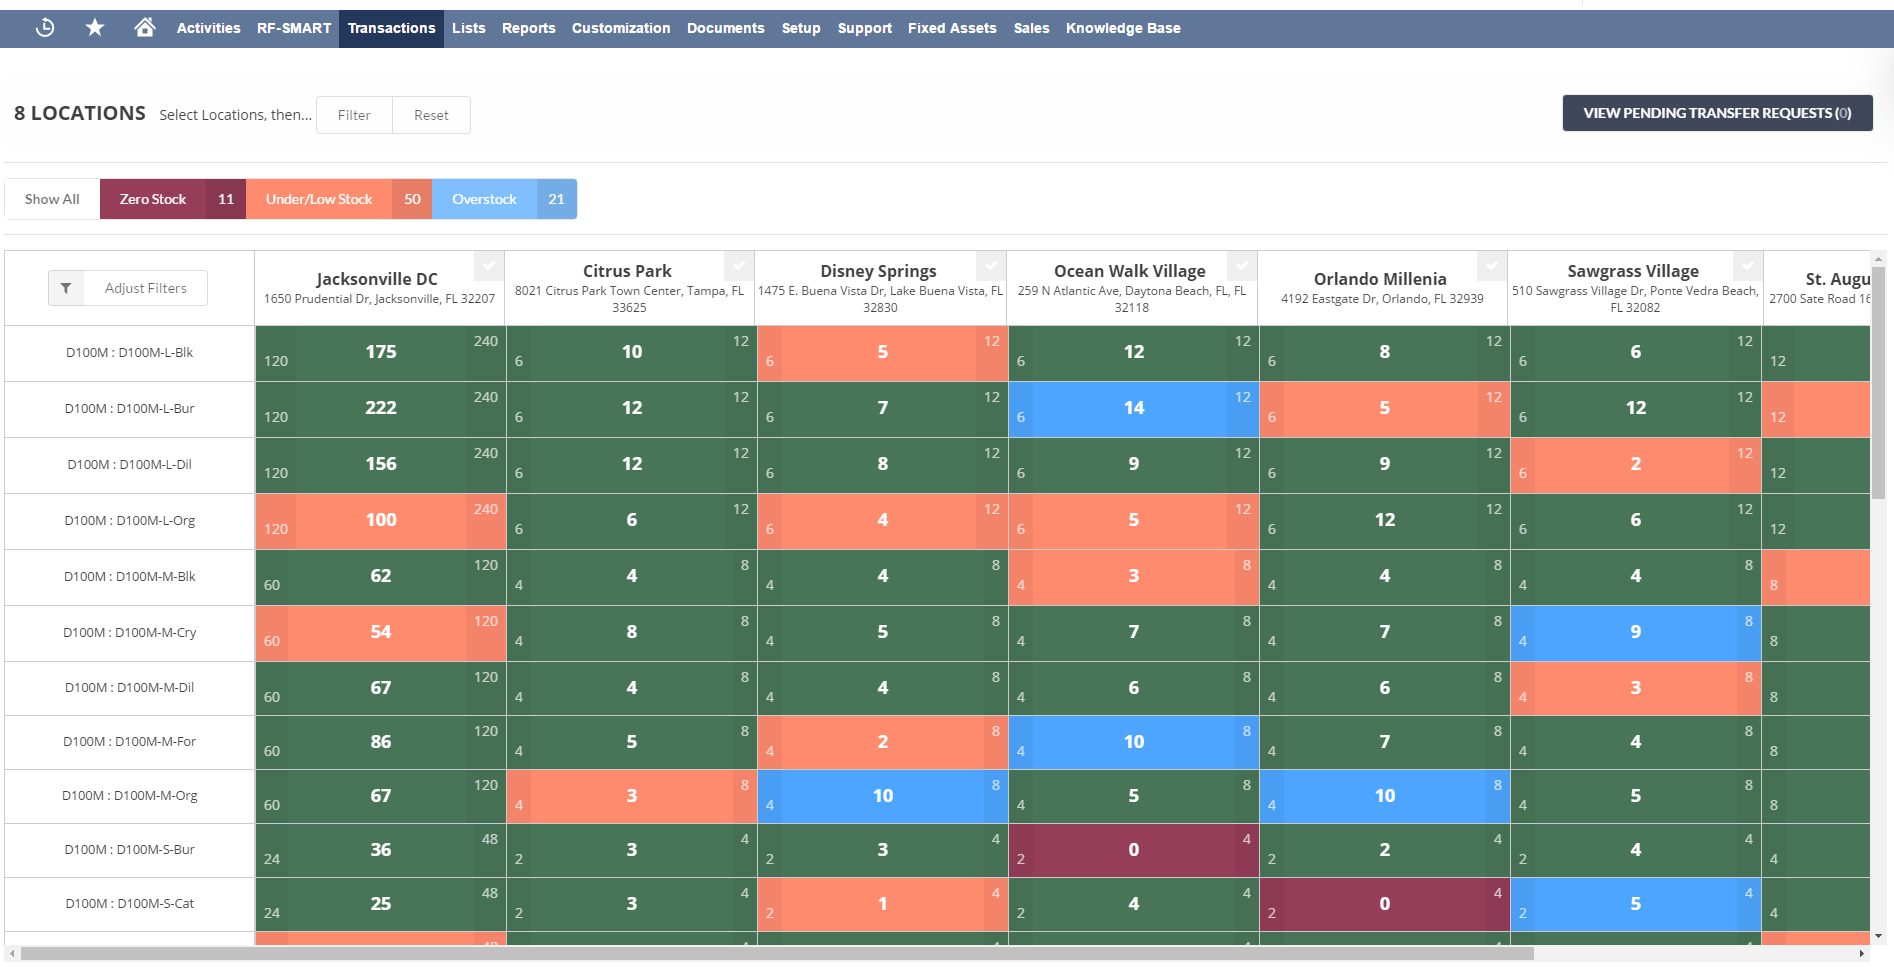 Activities RF-SMART Transactions Lists Reports Customization Documents Setup Support Fixed Assets Sales Knowledge Base
8 LOCATIONS Select Locations, then... Filter Reset VIEW PENDING TRANSFER REQUESTS (0)
Show All Zero Stock 11 Under/Low Stock 50 Overstock 21
Adjust Filters
Jacksonville DC
1650 Prudential Dr, Jacksonville, FL 32207
Citrus Park
8021 Citrus Park Town Center, Tampa, FL
33625
Disney Springs
1475 E. Buena Vista Dr, Lake Buena Vista, FL
32830
Ocean Walk Village
259 N Atlantic Ave, Daytona Beach, FL, FL
32118
Orlando Millenia
4192 Eastgate Dr, Orlando, FL 32939
Sawgrass Village
510 Sawgrass Village Dr, Ponte Vedra Beach,
FL 32082
St. Augu
2700 Sate Road 16
D100M : D100M-L-Blk 120 175 240 6 10 12 6 5 12 6 12 12 6 8 12 6 6 12 12
D100M : D100M-L-Bur 120 222 240 6 12 12 6 7 12 6 14 12 6 5 12 6 12 12 12
D100M : D100M-L-Dil 120 156 240 6 12 12 6 8 12 6 9 12 6 9 12 6 2 12 12
D100M : D100M-L-Org 120 100 240 6 6 12 6 4 12 6 5 12 6 12 12 6 6 12 12
D100M : D100M-M-Blk 60 62 120 4 4 8 4 4 8 4 3 8 4 4 8 4 4 8 8
D100M : D100M-M-Cry 60 54 120 4 8 8 4 5 8 4 7 8 4 7 8 4 9 8 8
D100M : D100M-M-Dil 60 67 120 4 4 8 4 4 8 4 6 8 4 6 8 4 3 8 8
D100M : D100M-M-For 60 86 120 4 5 8 4 2 8 4 10 8 4 7 8 4 4 8 8
D100M : D100M-M-Org 60 67 120 4 3 8 4 10 8 4 5 8 4 10 8 4 5 8 8
D100M : D100M-S-Bur 24 36 48 2 3 4 2 3 4 2 0 4 2 2 4 2 4 4 4
D100M : D100M-S-Cat 24 25 48 2 3 4 2 1 4 2 4 4 2 0 4 2 5 4 4